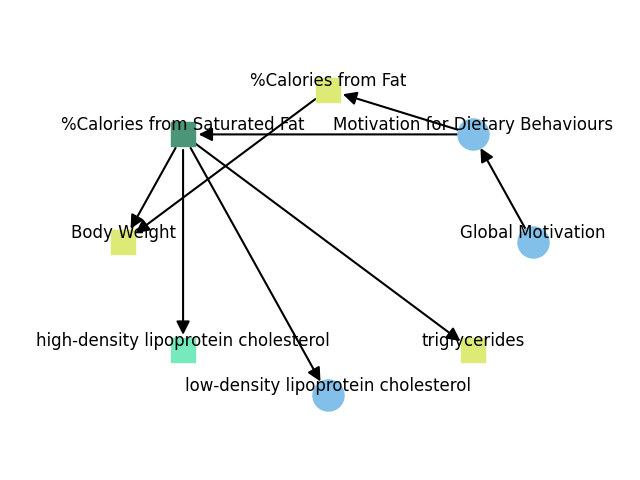 %Calories from Fat
%Calories from Saturated Fat
Motivation for Dietary Behaviours
Body Weight
Global Motivation
high-density lipoprotein cholesterol
triglycerides
low-density lipoprotein cholesterol